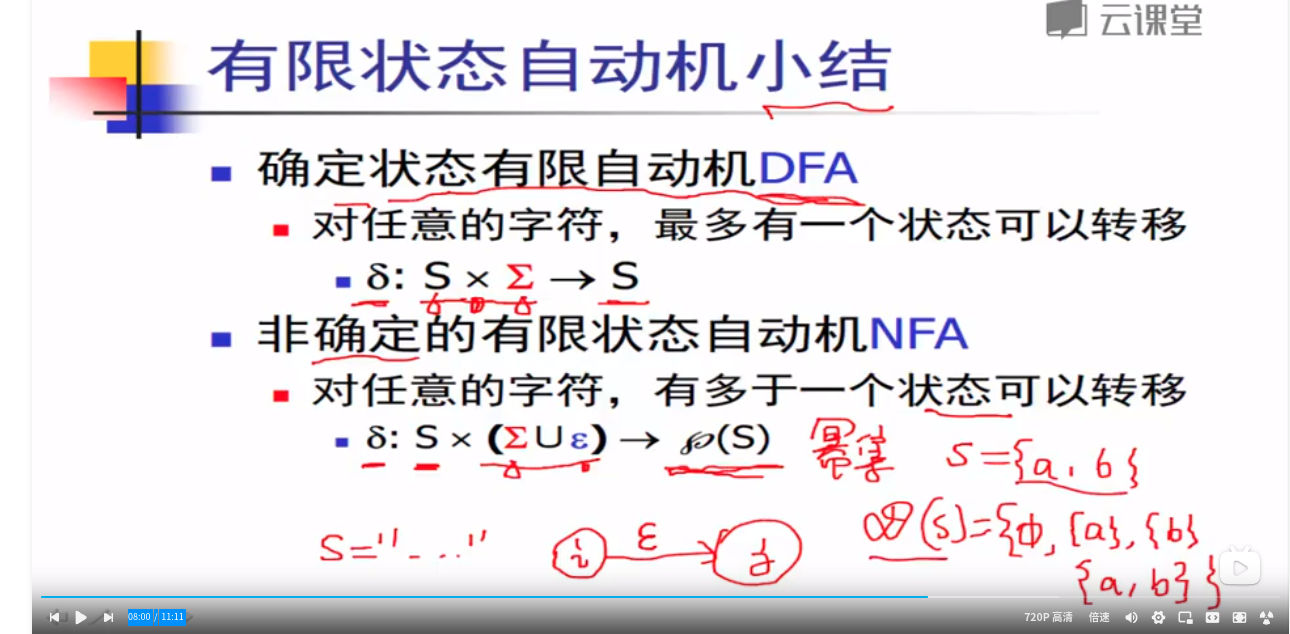 云课堂
有限状态自动机小结
确定状态有限自动机DFA
对任意的字符，最多有一个状态可以转移
δ: S × Σ → S
非确定的有限状态自动机NFA
对任意的字符，有多于一个状态可以转移
δ: S × (Σ ∪ ε) → ℘(S) 幂集 S={a, b}
S="-...." i ε j ℘(S)={Φ, {a}, {b}
{a, b}}
08:00 / 11:11 720P 高清 倍速